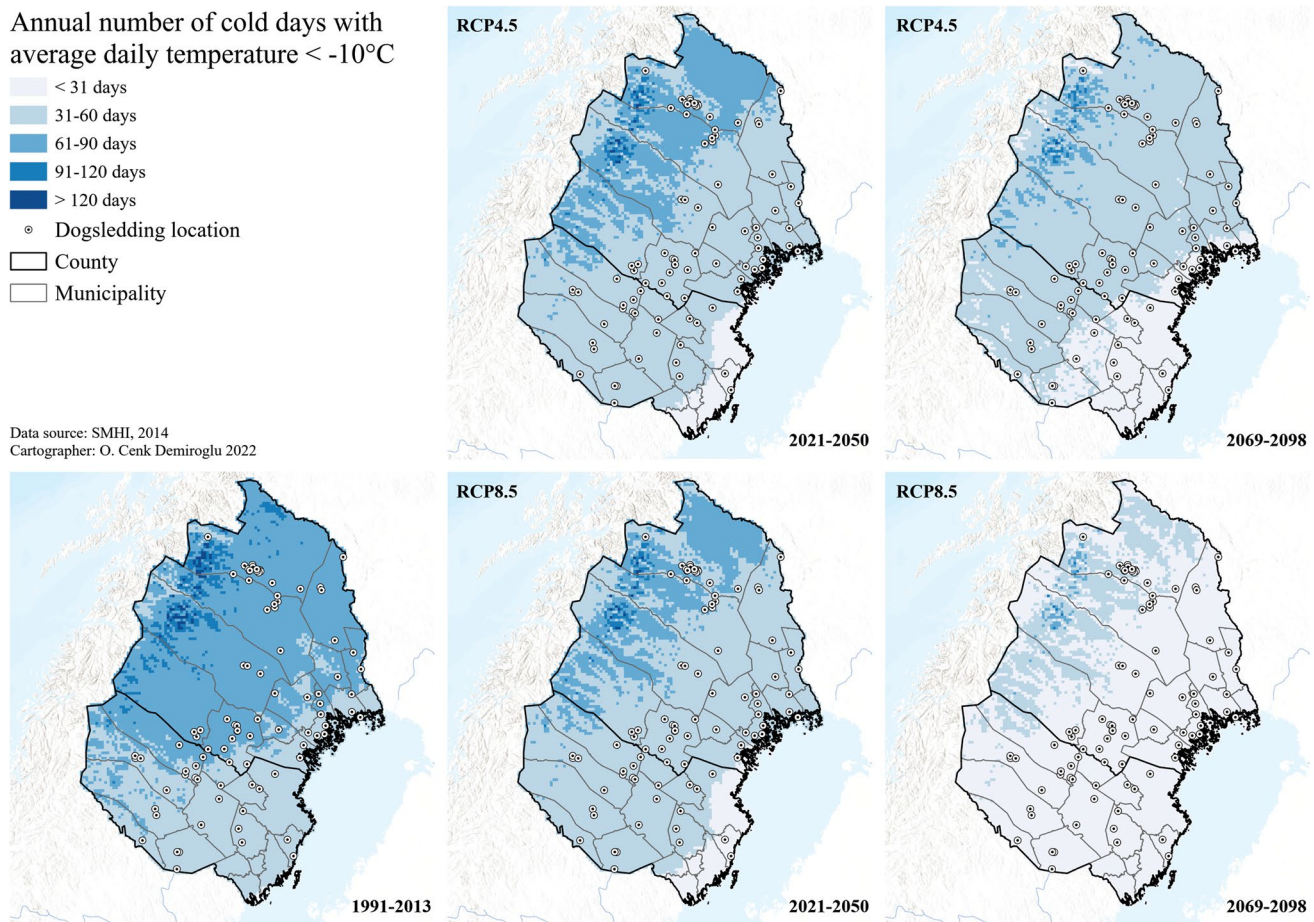 Annual number of cold days with
average daily temperature < -10°C
< 31 days
31-60 days
61-90 days
91-120 days
> 120 days
Dogsledding location
County
Municipality
Data source: SMHI, 2014
Cartographer: O. Cenk Demiroglu 2022
RCP4.5
2021-2050
RCP4.5
2069-2098
1991-2013
RCP8.5
2021-2050
RCP8.5
2069-2098